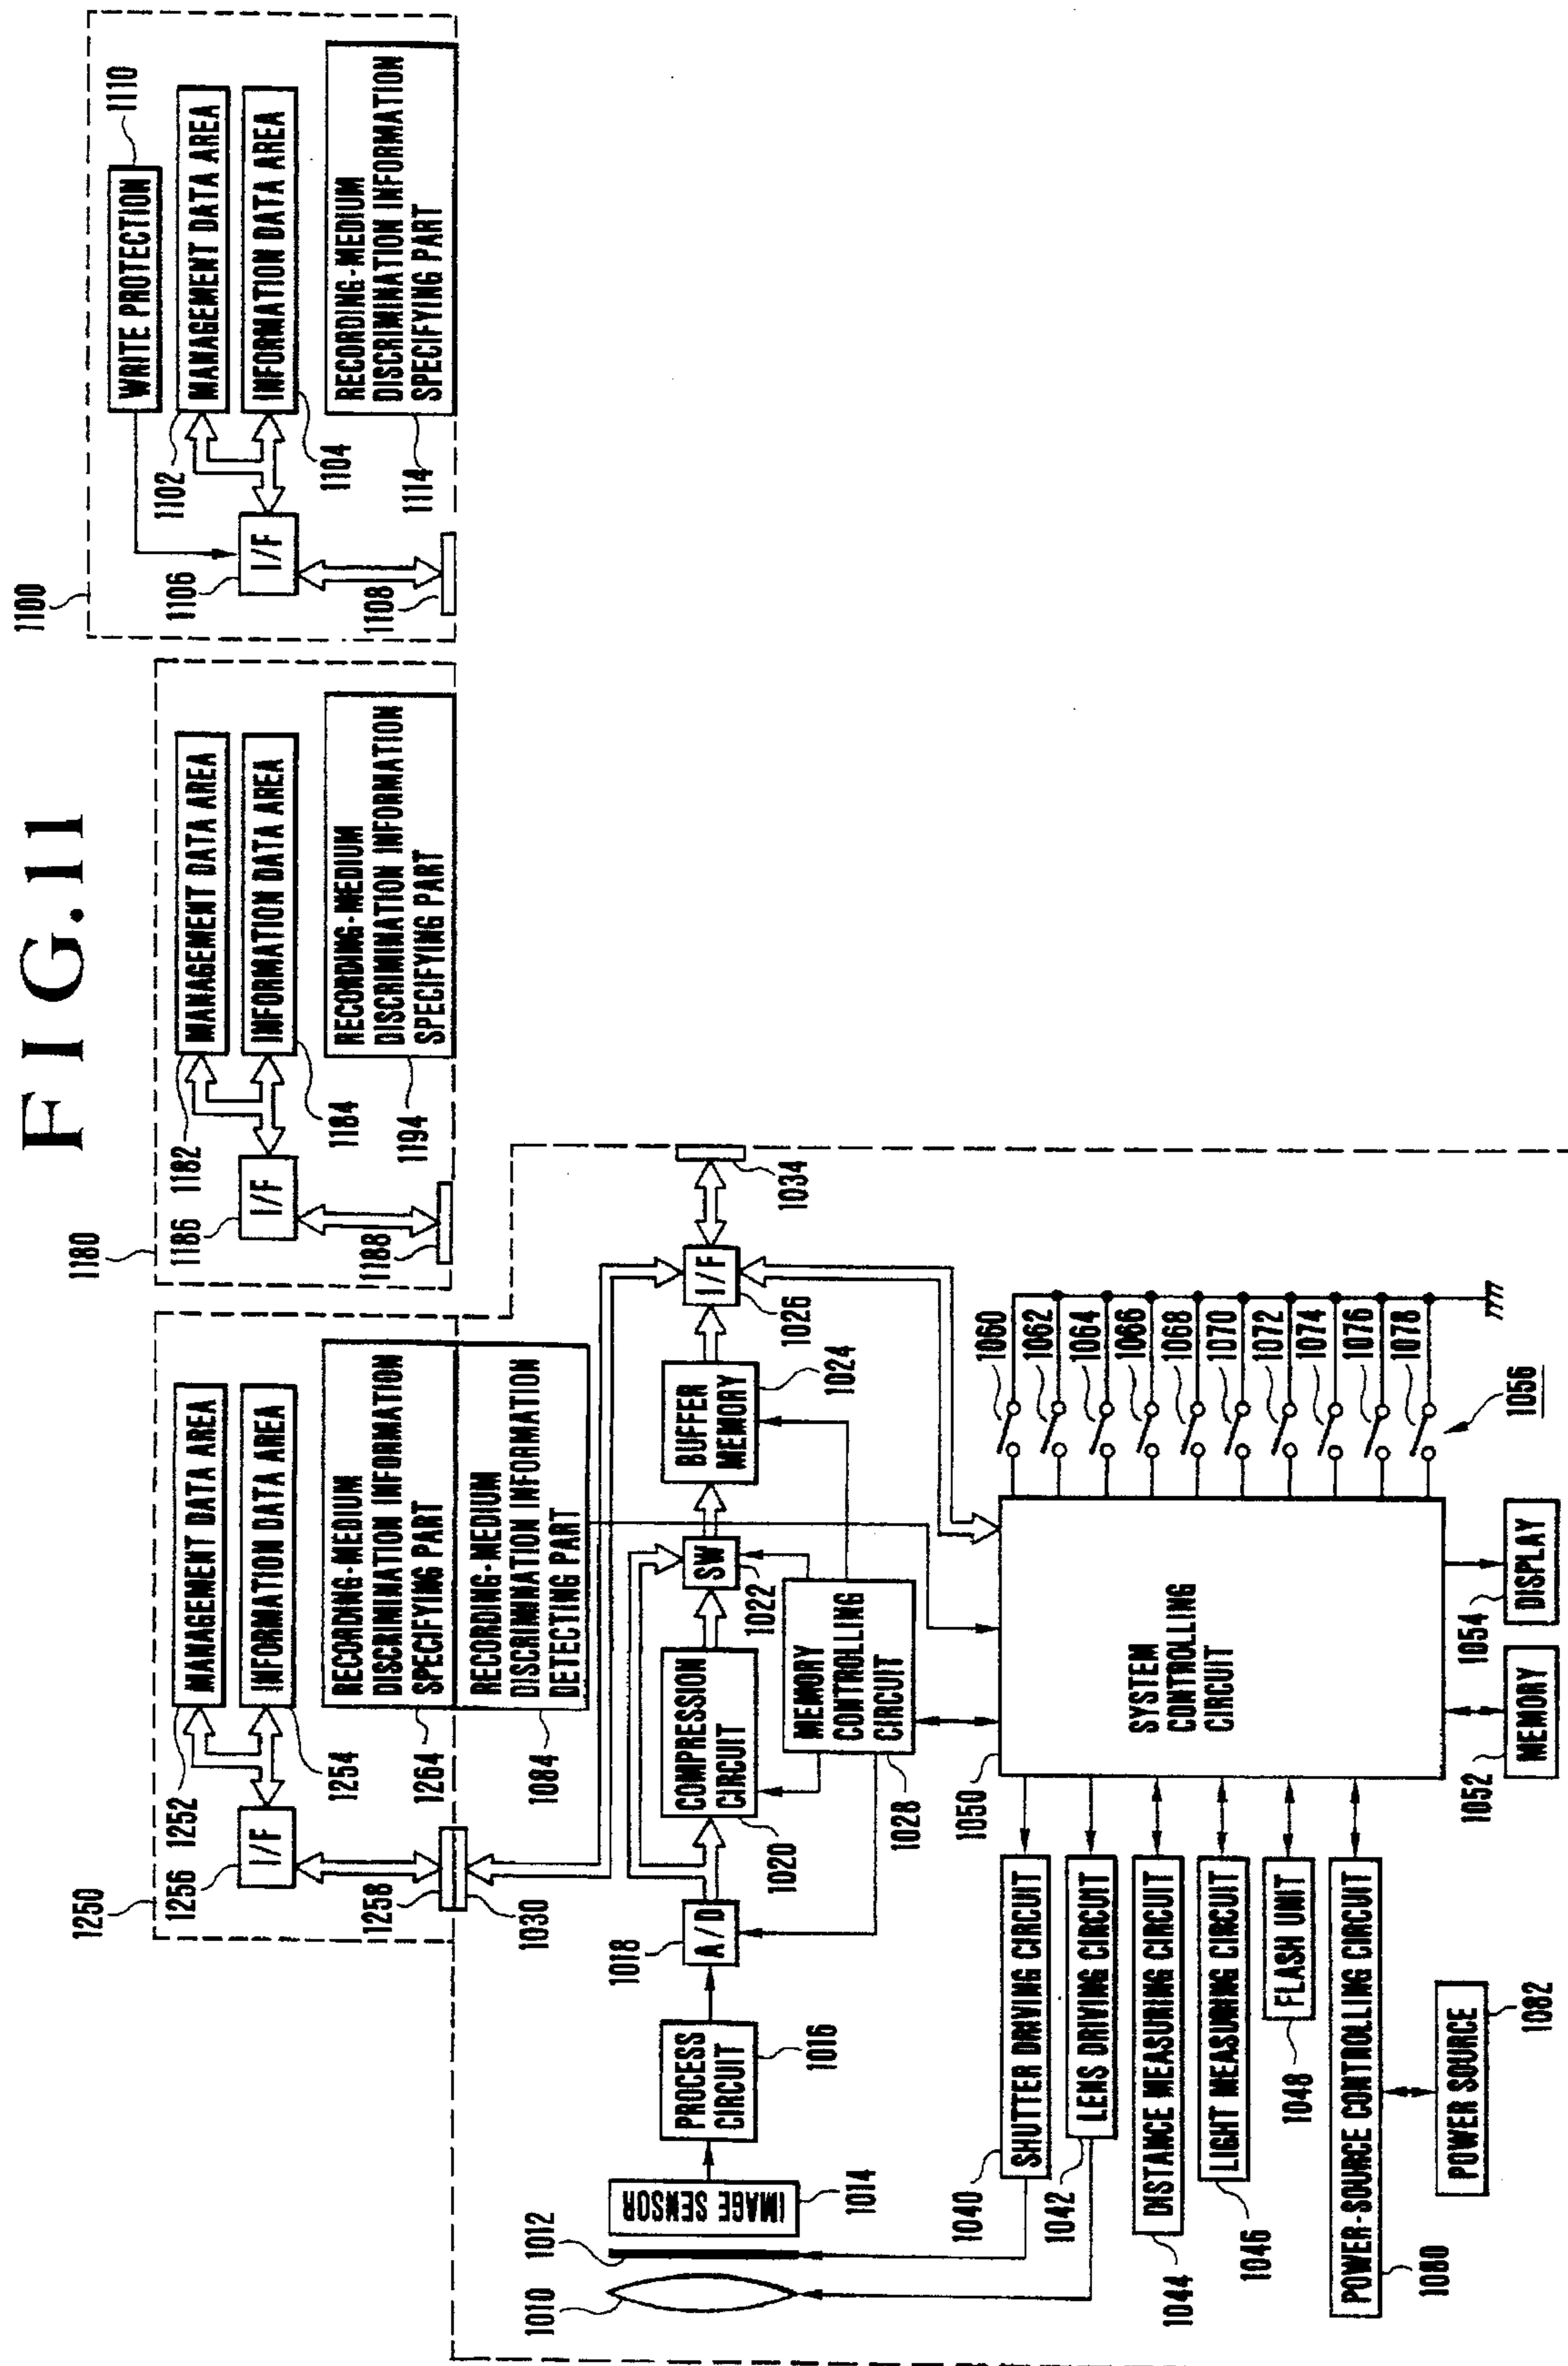 FIG.11
1250
1252
MANAGEMENT DATA AREA
INFORMATION DATA AREA
1254
1256
I/F
1258
1030
RECORDING-MEDIUM
DISCRIMINATION INFORMATION
SPECIFYING PART
1264
RECORDING-MEDIUM
DISCRIMINATION INFORMATION
DETECTING PART
1084
1180
1182
MANAGEMENT DATA AREA
INFORMATION DATA AREA
1184
1186
I/F
1188
RECORDING-MEDIUM
DISCRIMINATION INFORMATION
SPECIFYING PART
1194
1100
WRITE PROTECTION
1110
1102
MANAGEMENT DATA AREA
INFORMATION DATA AREA
1104
1106
I/F
1108
RECORDING-MEDIUM
DISCRIMINATION INFORMATION
SPECIFYING PART
1114
1010
1012
IMAGE SENSOR
1014
PROCESS
CIRCUIT
1016
1018
A/D
COMPRESSION
CIRCUIT
1020
SW
1022
BUFFER
MEMORY
1024
I/F
1026
1034
MEMORY
CONTROLLING
CIRCUIT
1028
1040
SHUTTER DRIVING CIRCUIT
1042
LENS DRIVING CIRCUIT
DISTANCE MEASURING CIRCUIT
1044
LIGHT MEASURING CIRCUIT
1046
FLASH UNIT
1048
POWER-SOURCE CONTROLLING CIRCUIT
1080
POWER SOURCE
1082
1050
SYSTEM
CONTROLLING
CIRCUIT
1052
MEMORY
1054
DISPLAY
1060
1062
1064
1066
1068
1070
1072
1074
1076
1078
1056